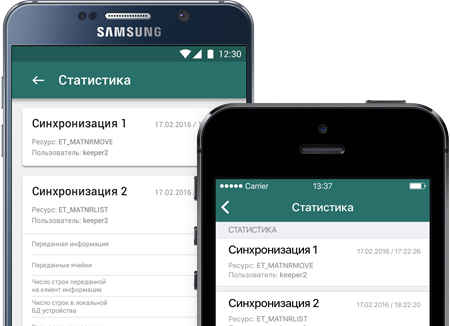 SAMSUNG
12:30
Статистика
Синхронизация 1
17.02.2016 /
Ресурс: ET_MATNRMOVE
Пользователь: keeper2
Синхронизация 2
17.02.2016 /
Ресурс: ET_MATNRLIST
Пользователь: keeper2
Переданная информация
Переданные ячейки
Число строк переданной
на клиент информации
Число строк в локальной
БД устройства
Carrier
13:37
Статистика
СТАТИСТИКА
Синхронизация 1
17.02.2016 / 17:22:26
Ресурс: ET_MATNRMOVE
Пользователь: keeper2
Синхронизация 2
17.02.2016 / 18:22:20
Ресурс: ET_MATNRLIST